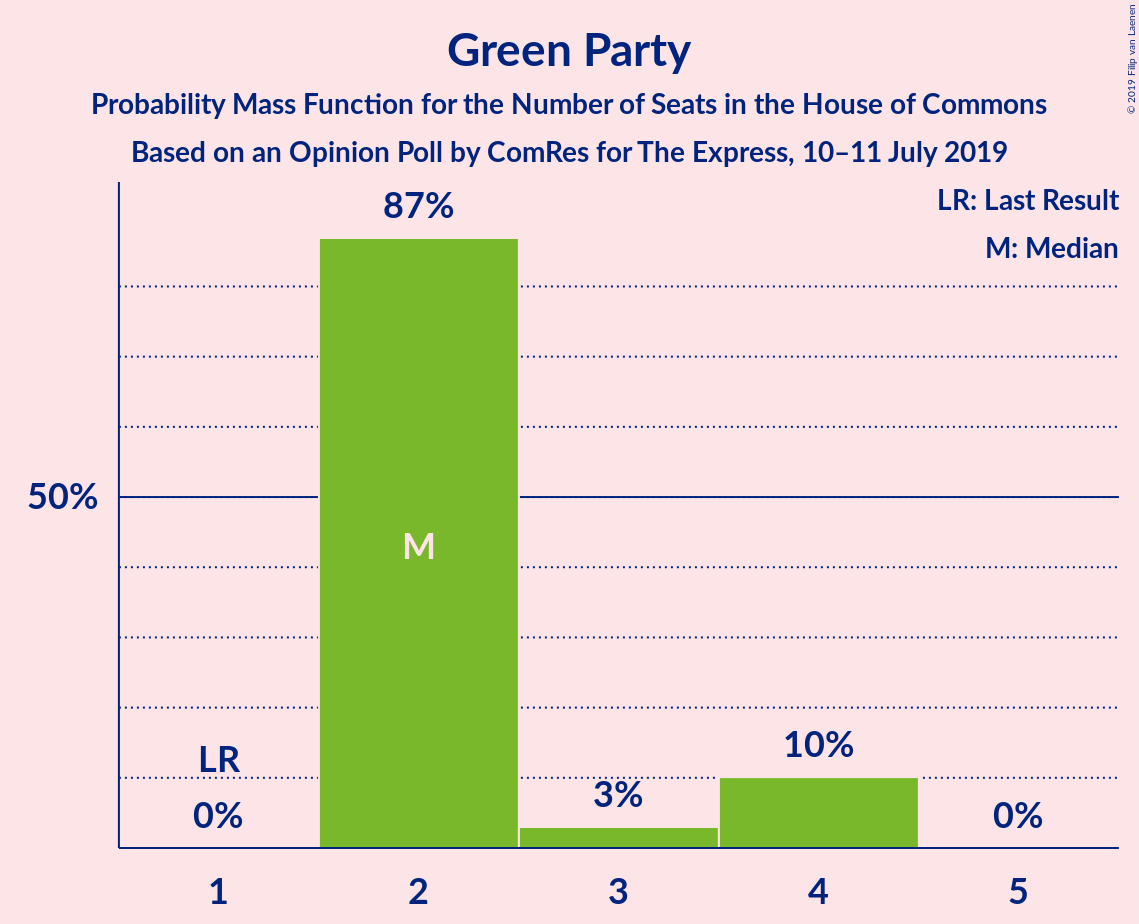 Green Party
Probability Mass Function for the Number of Seats in the House of Commons
Based on an Opinion Poll by ComRes for The Express, 10–11 July 2019
© 2019 Filip van Laenen
LR: Last Result
M: Median
87%
50%
M
LR
0%
3%
10%
0%
1 2 3 4 5